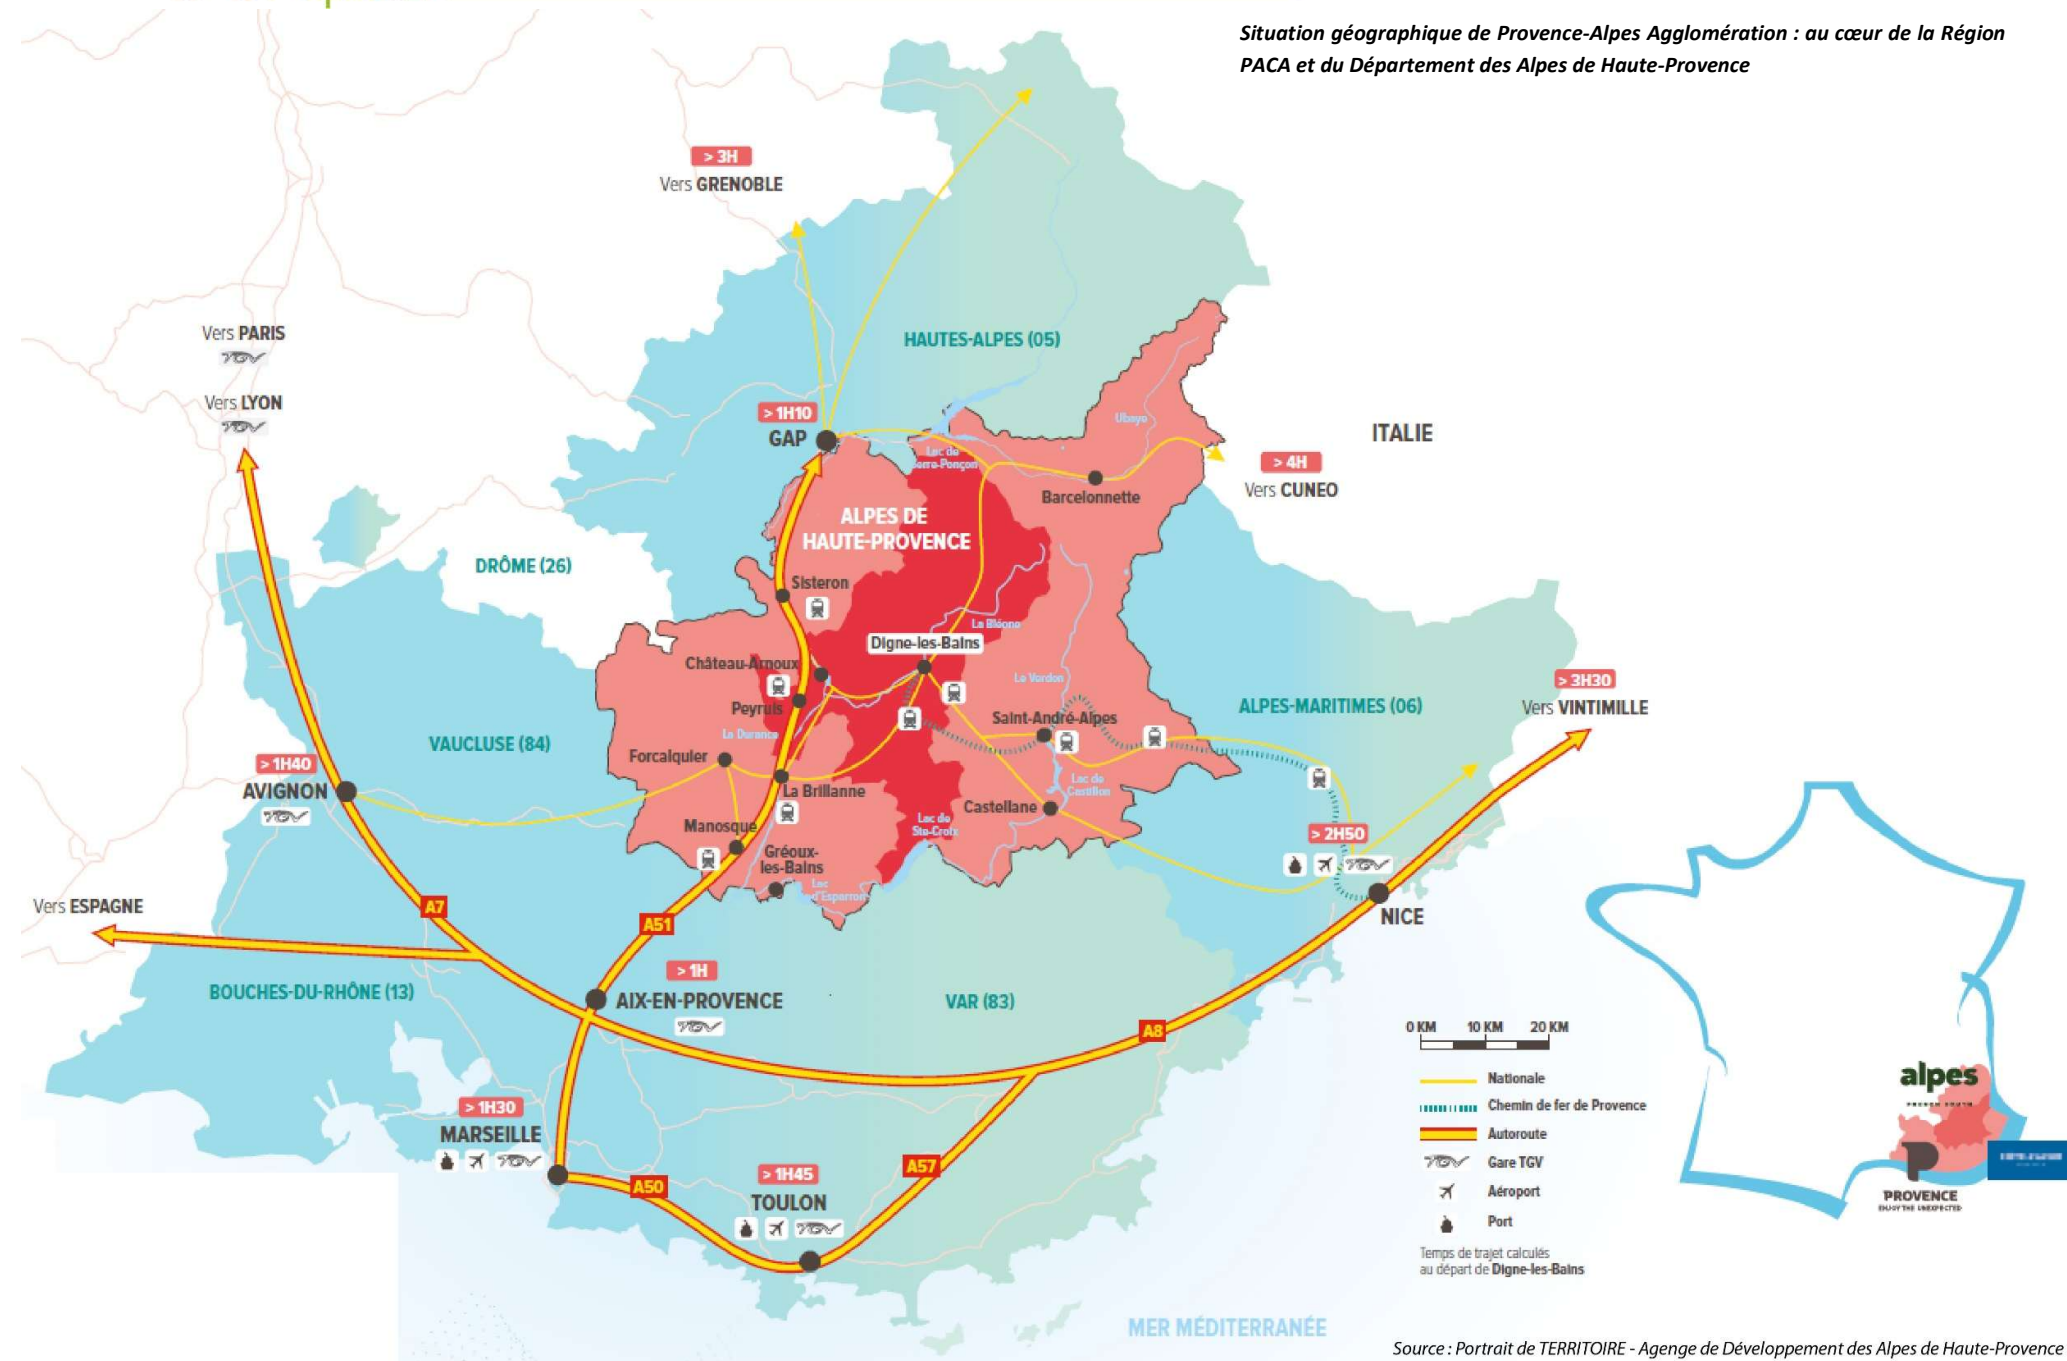 Situation géographique de Provence-Alpes Agglomération : au cœur de la Région
PACA et du Département des Alpes de Haute-Provence
> 3H
Vers GRENOBLE
Vers PARIS
TGV
Vers LYON
TGV
HAUTES-ALPES (05)
> 1H10
GAP
Ubaye
ITALIE
Lac de
Serre-Ponçon
> 4H
Vers CUNEO
Barcelonnette
ALPES DE
HAUTE-PROVENCE
DRÔME (26)
Sisteron
La Bléone
Digne-les-Bains
Château-Arnoux
Le Verdon
Peyruis
Saint-André-Alpes
La Durance
ALPES-MARITIMES (06)
> 3H30
Vers VINTIMILLE
VAUCLUSE (84)
Forcalquier
> 1H40
AVIGNON
TGV
La Brillanne
Lac de
Castillon
Castellane
Manosque
Lac de
Ste-Croix
> 2H50
TGV
Gréoux-
les-Bains
Lac
d'Esparron
NICE
Vers ESPAGNE
A7
A51
BOUCHES-DU-RHÔNE (13)
> 1H
AIX-EN-PROVENCE
TGV
VAR (83)
A8
> 1H30
MARSEILLE
TGV
A50
> 1H45
TOULON
TGV
A57
0 KM 10 KM 20 KM
Nationale
Chemin de fer de Provence
Autoroute
TGV Gare TGV
Aéroport
Port
Temps de trajet calculés
au départ de Digne-les-Bains
alpes
FRENCH SOUTH
PROVENCE
ENJOY THE UNEXPECTED
MER MÉDITERRANÉE
Source : Portrait de TERRITOIRE - Agenge de Développement des Alpes de Haute-Provence